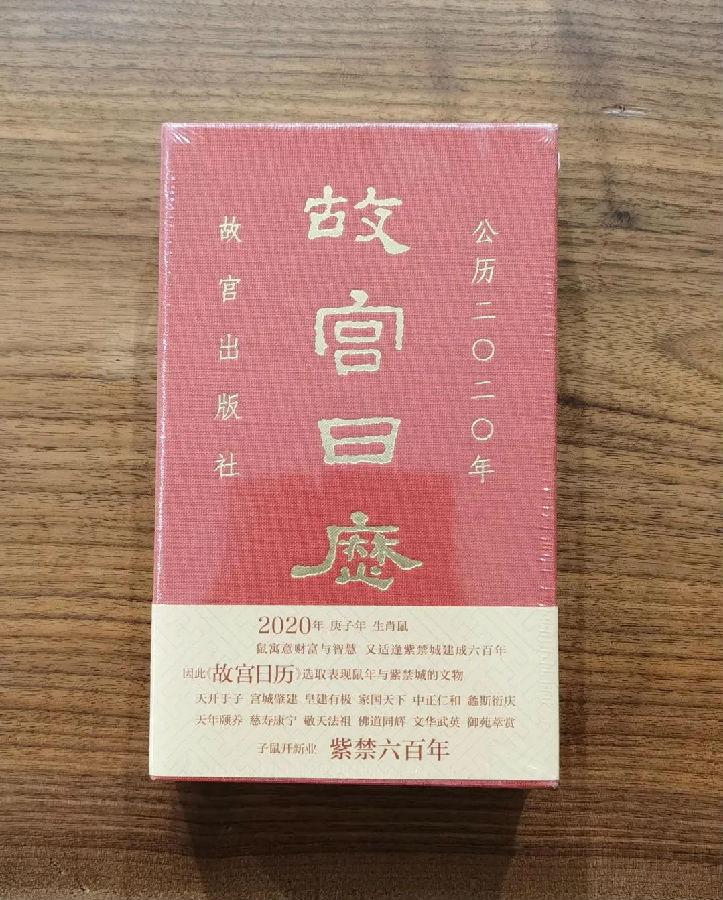 公历二〇二〇年
故宫日历
故宫出版社
2020年 庚子年 生肖鼠
鼠寓意财富与智慧 又适逢紫禁城建成六百年
因此《故宫日历》选取表现鼠年与紫禁城的文物
天开于子 宫城肇建 皇建有极 家国天下 中正仁和 螽斯衍庆
天年颐养 慈寿康宁 敬天法祖 佛道同辉 文华武英 御苑萃赏
子鼠开新业 紫禁六百年